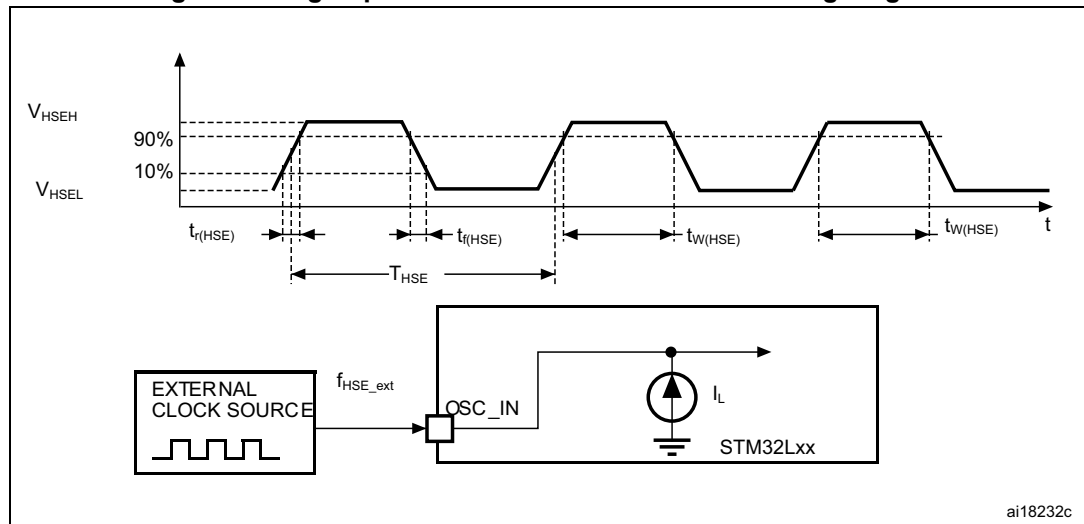 V_HSEH
90%
10%
V_HSEL
t_r(HSE)
t_f(HSE)
t_W(HSE)
t_W(HSE)
t
T_HSE
EXTERNAL
CLOCK SOURCE
f_HSE_ext
OSC_IN
I_L
STM32Lxx
ai18232c